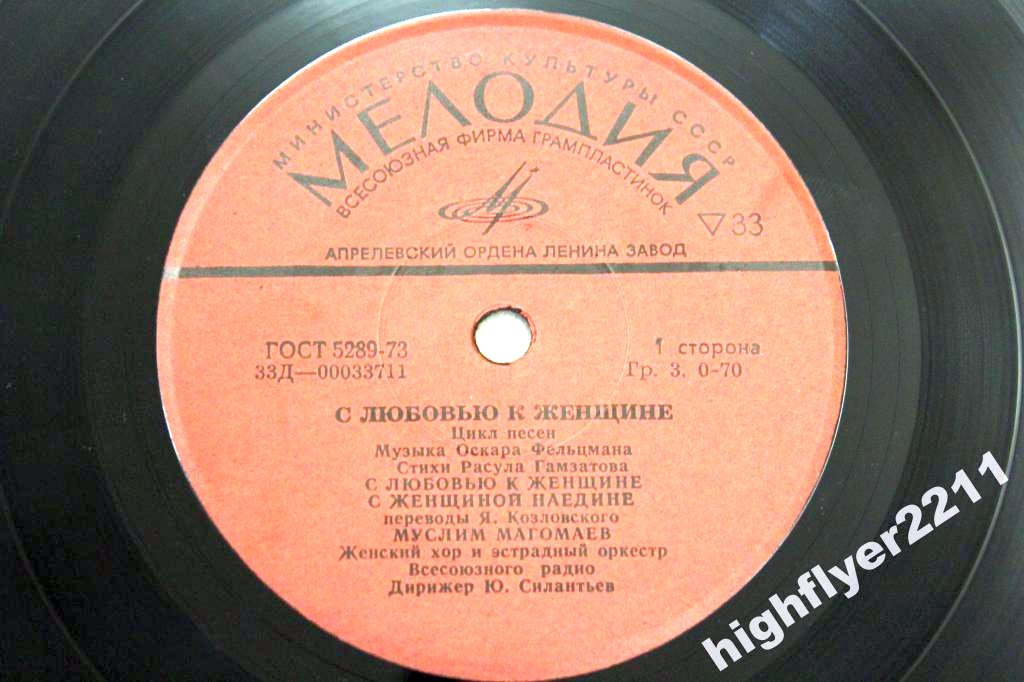 МИНИСТЕРСТВО КУЛЬТУРЫ СССР
МЕЛОДИЯ
ВСЕСОЮЗНАЯ ФИРМА ГРАМПЛАСТИНОК
▽33
АПРЕЛЕВСКИЙ ОРДЕНА ЛЕНИНА ЗАВОД
ГОСТ 5289-73
33Д—00033711
1 сторона
Гр. 3. 0-70
С ЛЮБОВЬЮ К ЖЕНЩИНЕ
Цикл песен
Музыка Оскара Фельцмана
Стихи Расула Гамзатова
С ЛЮБОВЬЮ К ЖЕНЩИНЕ
С ЖЕНЩИНОЙ НАЕДИНЕ
переводы Я. Козловского
МУСЛИМ МАГОМАЕВ
Женский хор и эстрадный оркестр
Всесоюзного радио
Дирижер Ю. Силантьев
highflyer2211